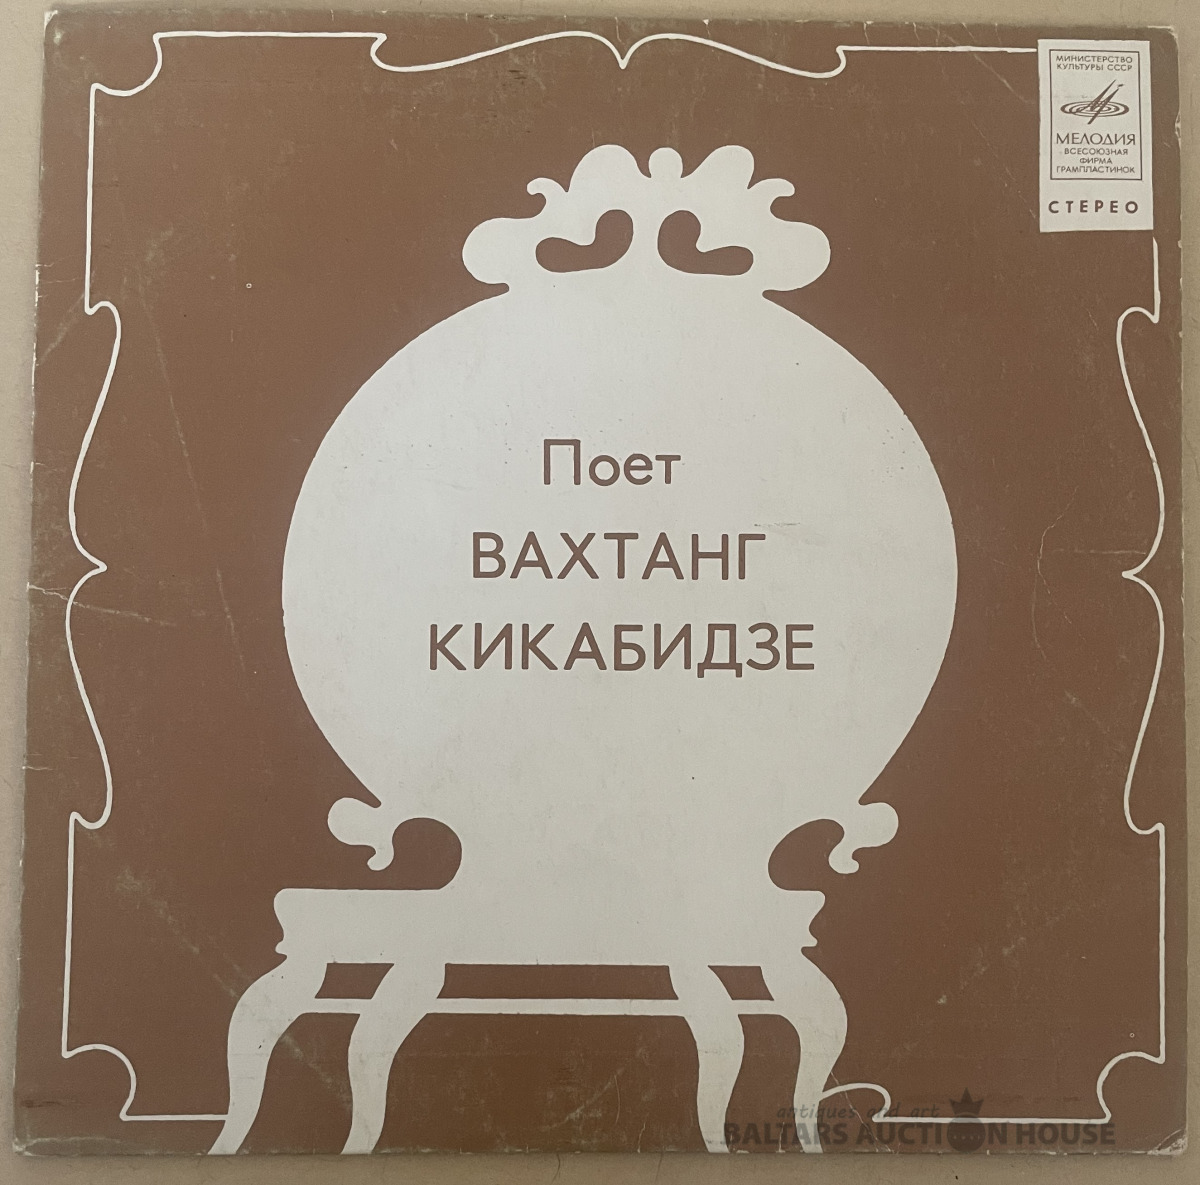 МИНИСТЕРСТВО
КУЛЬТУРЫ СССР
МЕЛОДИЯ
ВСЕСОЮЗНАЯ
ФИРМА
ГРАМПЛАСТИНОК
СТЕРЕО
Поет
ВАХТАНГ
КИКАБИДЗЕ
antiques and art
BALTARS AUCTION HOUSE